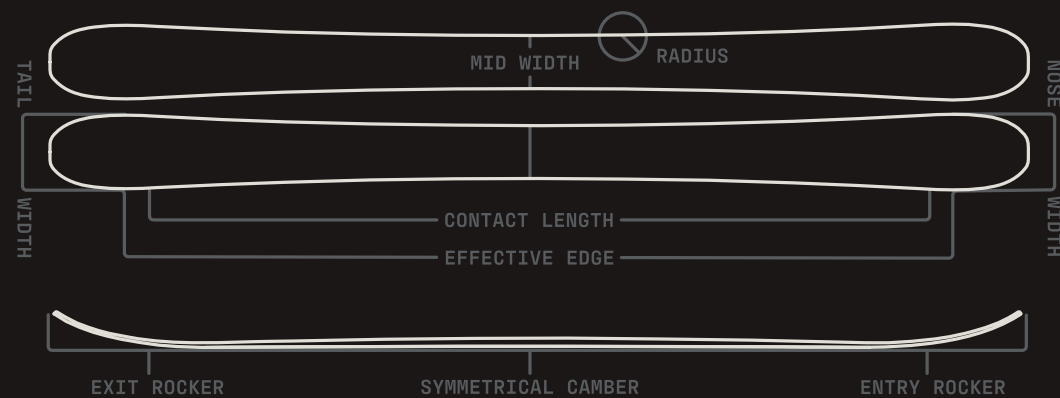 MID WIDTH
RADIUS
TAIL WIDTH
NOSE WIDTH
CONTACT LENGTH
EFFECTIVE EDGE
EXIT ROCKER
SYMMETRICAL CAMBER
ENTRY ROCKER